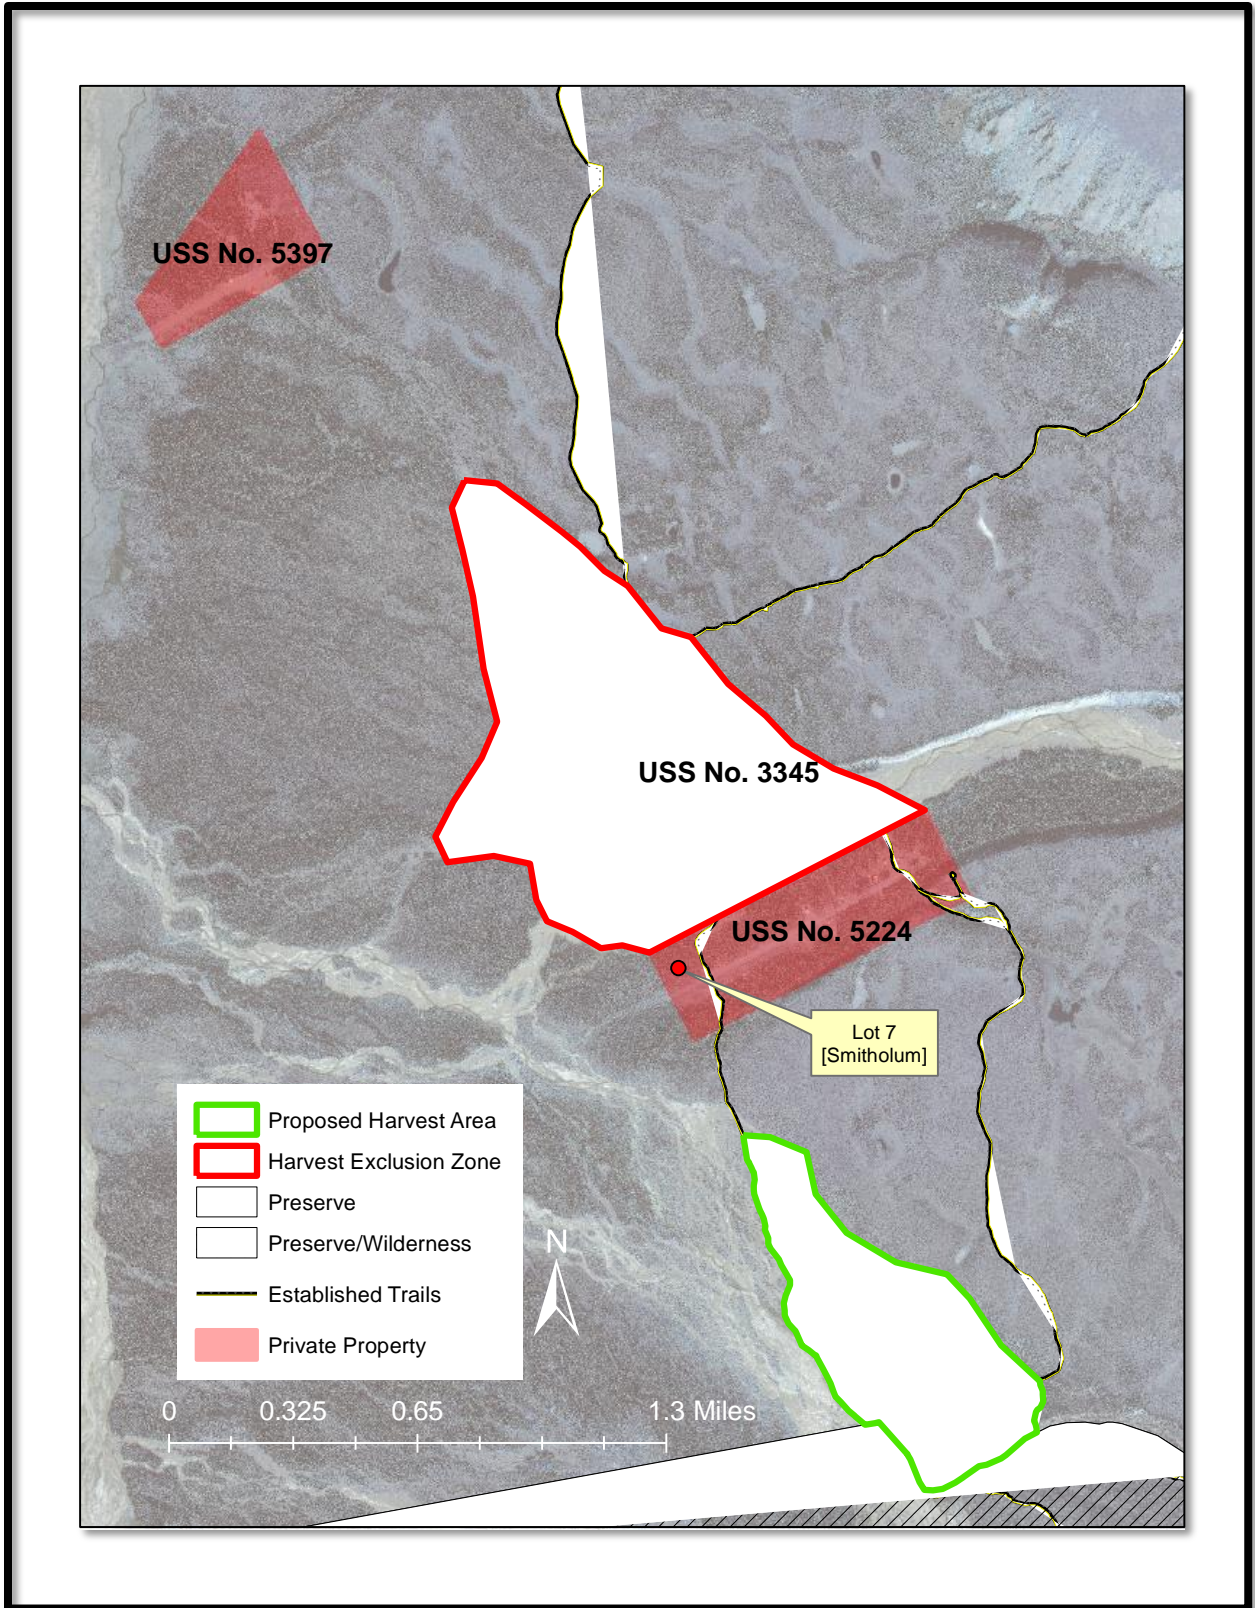 USS No. 5397
USS No. 3345
USS No. 5224
Lot 7
[Smitholum]
Proposed Harvest Area
Harvest Exclusion Zone
Preserve
Preserve/Wilderness
Established Trails
Private Property
N
0 0.325 0.65 1.3 Miles